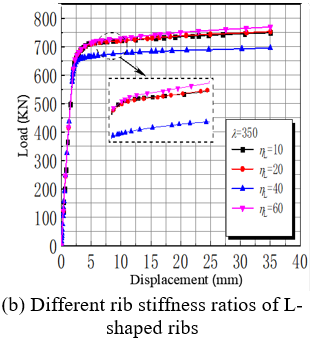 800
700
600
500
400
300
200
100
0
Load (KN)
λ=350
η_L=10
η_L=20
η_L=40
η_L=60
0 5 10 15 20 25 30 35 40
Displacement (mm)
(b) Different rib stiffness ratios of L-
shaped ribs